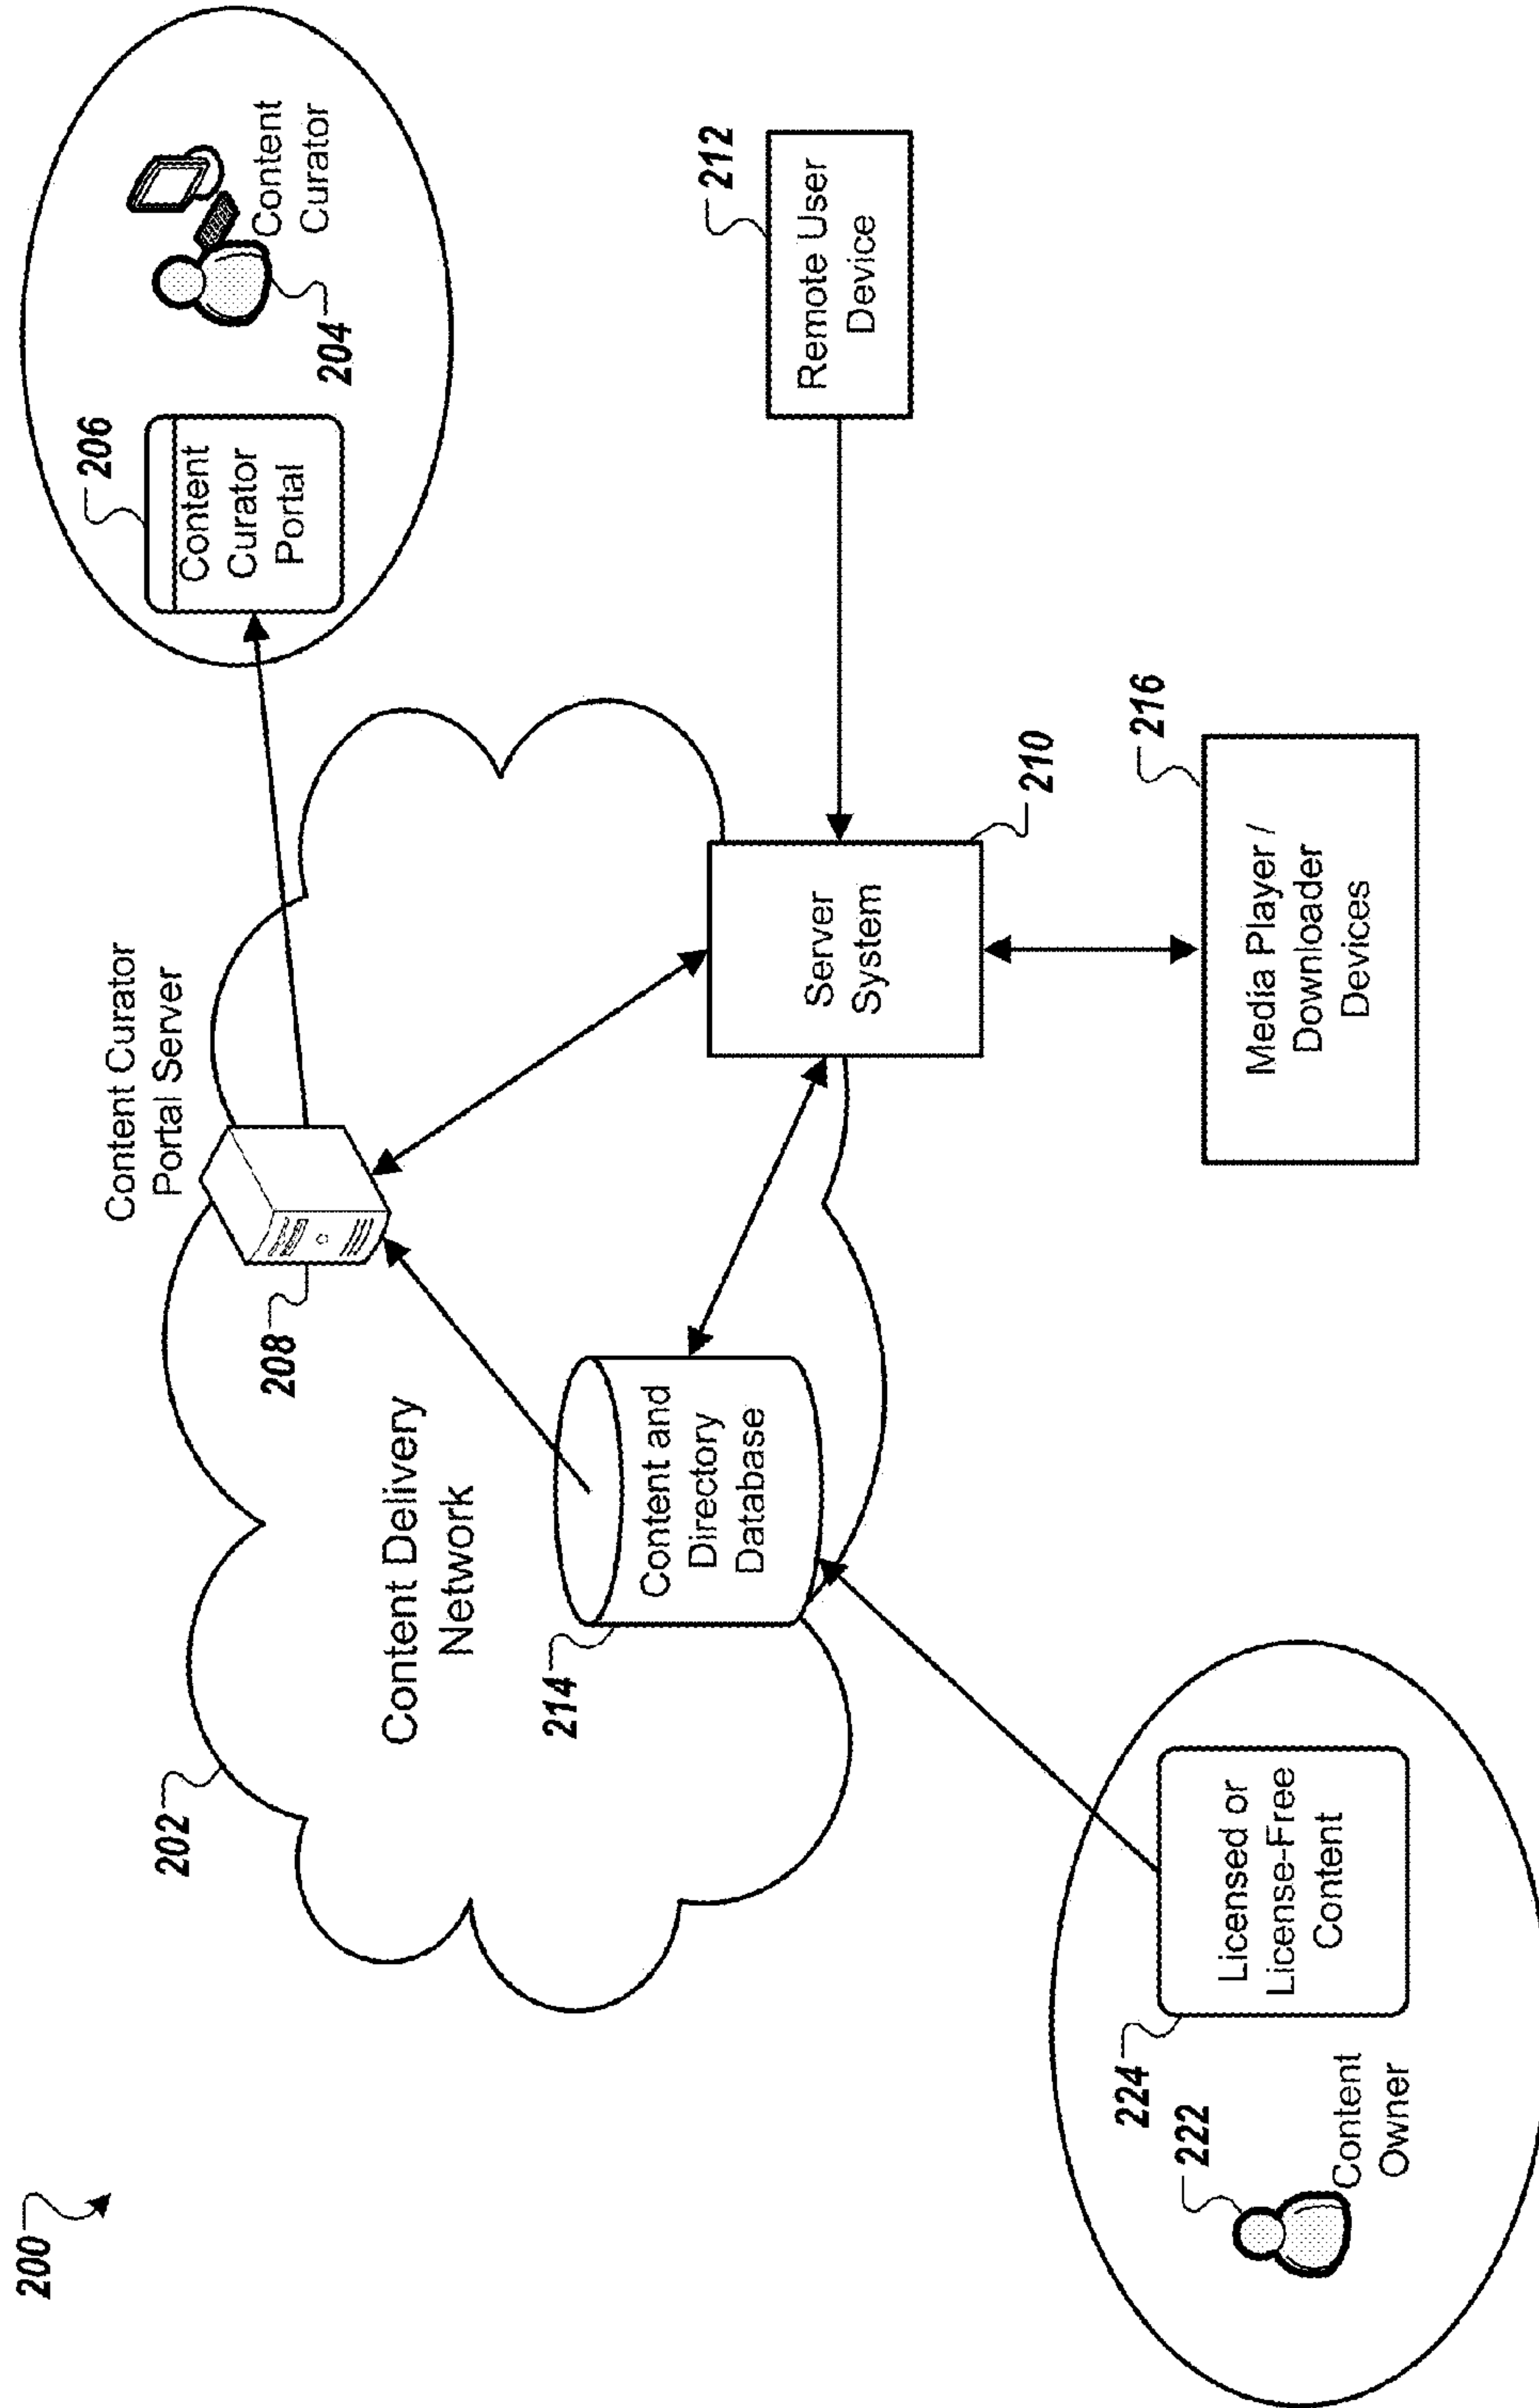 200
202
Content Delivery
Network
Content Curator
Portal Server
208
206
Content
Curator
Portal
204
Content
Curator
214
Content and
Directory
Database
Server
System
210
212
Remote User
Device
216
Media Player /
Downloader
Devices
222
Content
Owner
224
Licensed or
License-Free
Content